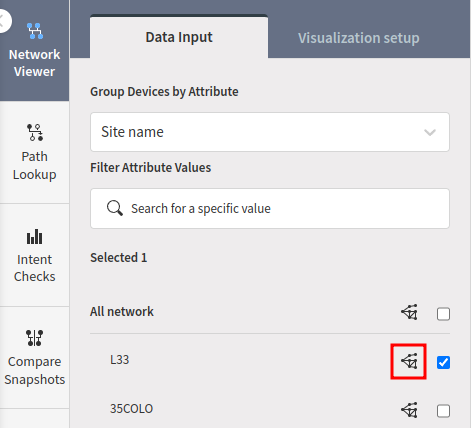 Network
Viewer
Path
Lookup
Intent
Checks
Compare
Snapshots
Data Input
Visualization setup
Group Devices by Attribute
Site name
Filter Attribute Values
Search for a specific value
Selected 1
All network
L33
35COLO